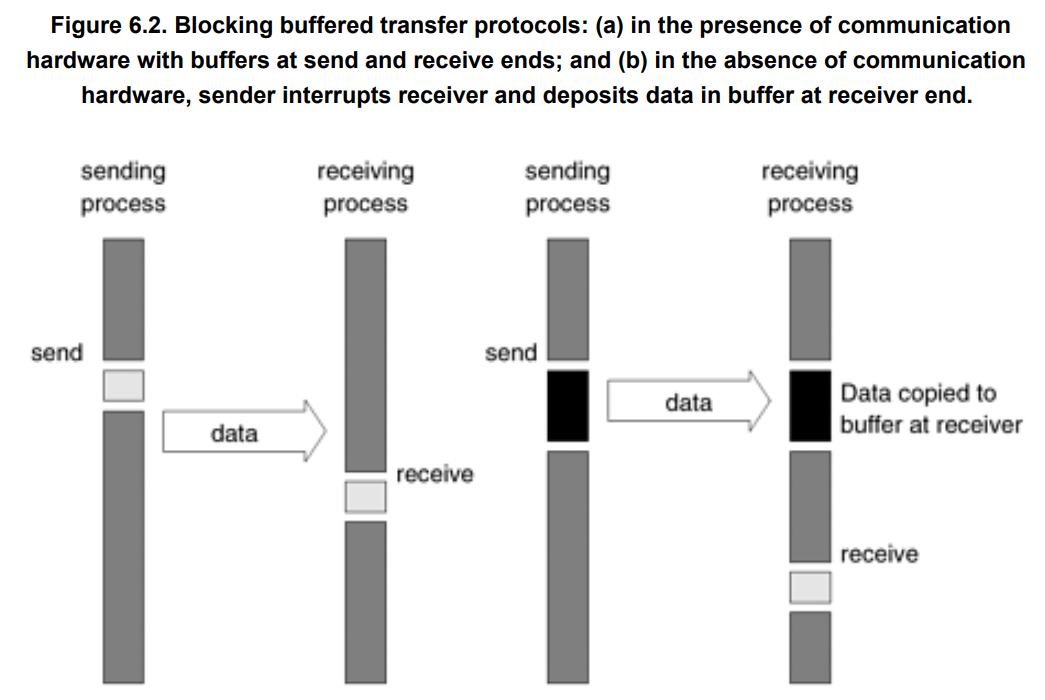 Figure 6.2. Blocking buffered transfer protocols: (a) in the presence of communication
hardware with buffers at send and receive ends; and (b) in the absence of communication
hardware, sender interrupts receiver and deposits data in buffer at receiver end.
sending process
receiving process
sending process
receiving process
send
data
receive
send
data
Data copied to
buffer at receiver
receive